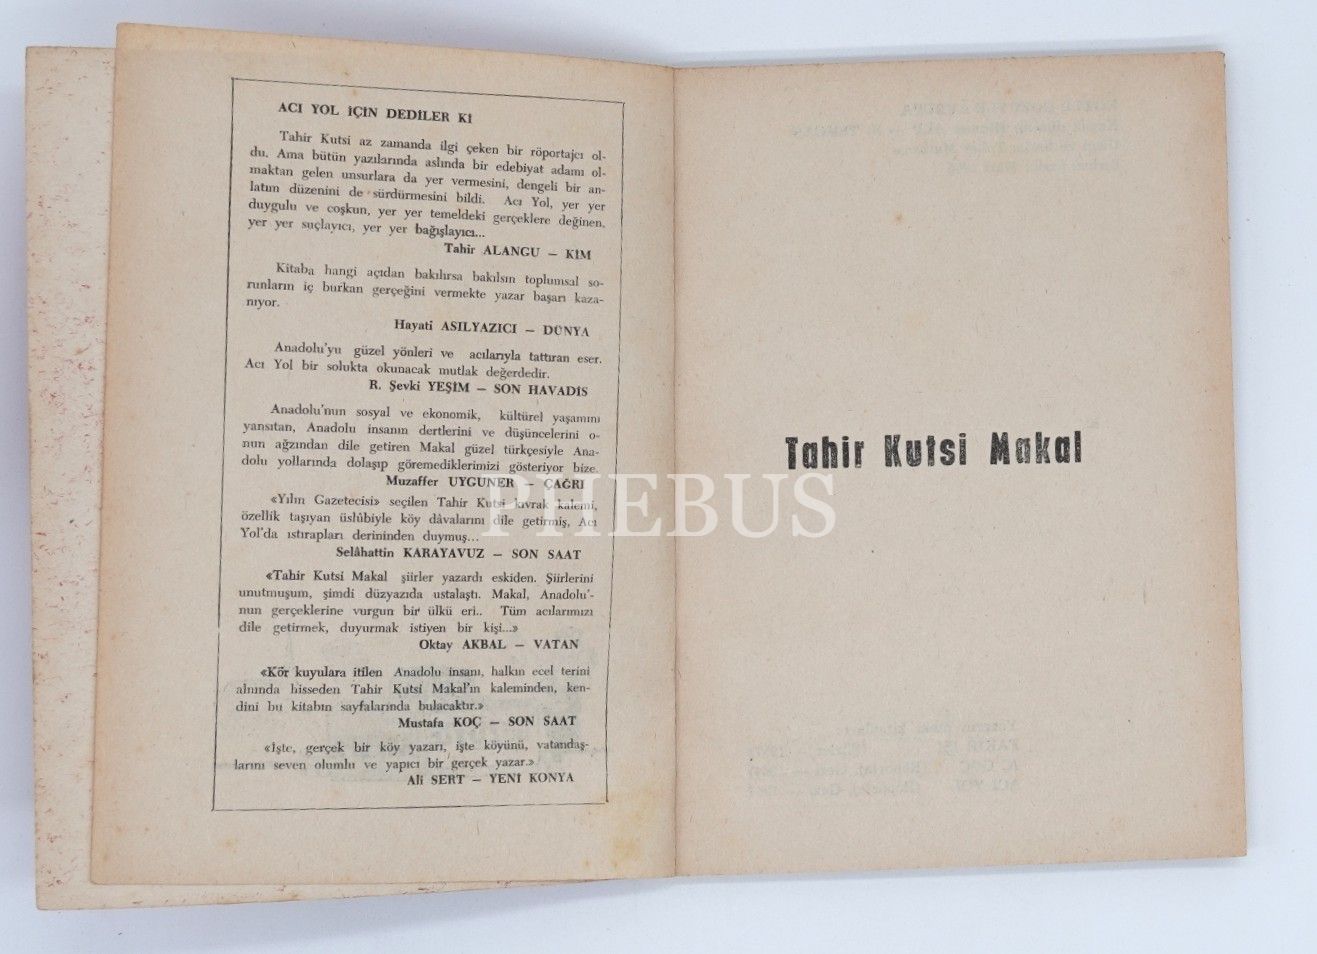 ACI YOL İÇİN DEDİLER Kİ
Tahir Kutsi az zamanda ilgi çeken bir röportajcı ol-
du. Ama bütün yazılarında aslında bir edebiyat adamı ol-
maktan gelen unsurlara da yer vermesini, dengeli bir an-
latım düzenini de sürdürmesini bildi. Acı Yol, yer yer
duygulu ve coşkun, yer yer temeldeki gerçeklere değinen,
yer yer suçlayıcı, yer yer bağışlayıcı...
Tahir ALANGU — KİM
Kitaba hangi açıdan bakılırsa bakılsın toplumsal so-
runların iç burkan gerçeğini vermekte yazar başarı kaza-
nıyor.
Hayati ASILYAZICI — DÜNYA
Anadolu'yu güzel yönleri ve acılarıyla tattıran eser.
Acı Yol bir solukta okunacak mutlak değerdedir.
R. Şevki YEŞİM — SON HAVADİS
Anadolu'nun sosyal ve ekonomik, kültürel yaşamını
yansıtan, Anadolu insanın dertlerini ve düşüncelerini o-
nun ağzından dile getiren Makal güzel türkçesiyle Ana-
dolu yollarında dolaşıp göremediklerimizi gösteriyor bize.
Muzaffer UYGUNER — ÇAĞRI
«Yılın Gazetecisi» seçilen Tahir Kutsi kıvrak kalemi,
özellik taşıyan üslûbiyle köy dâvalarını dile getirmiş, Acı
Yol'da ıstırapları derininden duymuş...
Selâhattin KARAYAVUZ — SON SAAT
«Tahir Kutsi Makal şiirler yazardı eskiden. Şiirlerini
unutmuşum, şimdi düzyazıda ustalaştı. Makal, Anadolu'-
nun gerçeklerine vurgun bir ülkü eri.. Tüm acılarımızı
dile getirmek, duyurmak istiyen bir kişi...»
Oktay AKBAL — VATAN
«Kör kuyulara itilen Anadolu insanı, halkın ecel terini
alnında hisseden Tahir Kutsi Makal'ın kaleminden, ken-
dini bu kitabın sayfalarında bulacaktır.»
Mustafa KOÇ — SON SAAT
«İşte, gerçek bir köy yazarı, işte köyünü, vatandaş-
larını seven olumlu ve yapıcı bir gerçek yazar.»
Ali SERT — YENİ KONYA
Tahir Kutsi Makal
PHEBUS